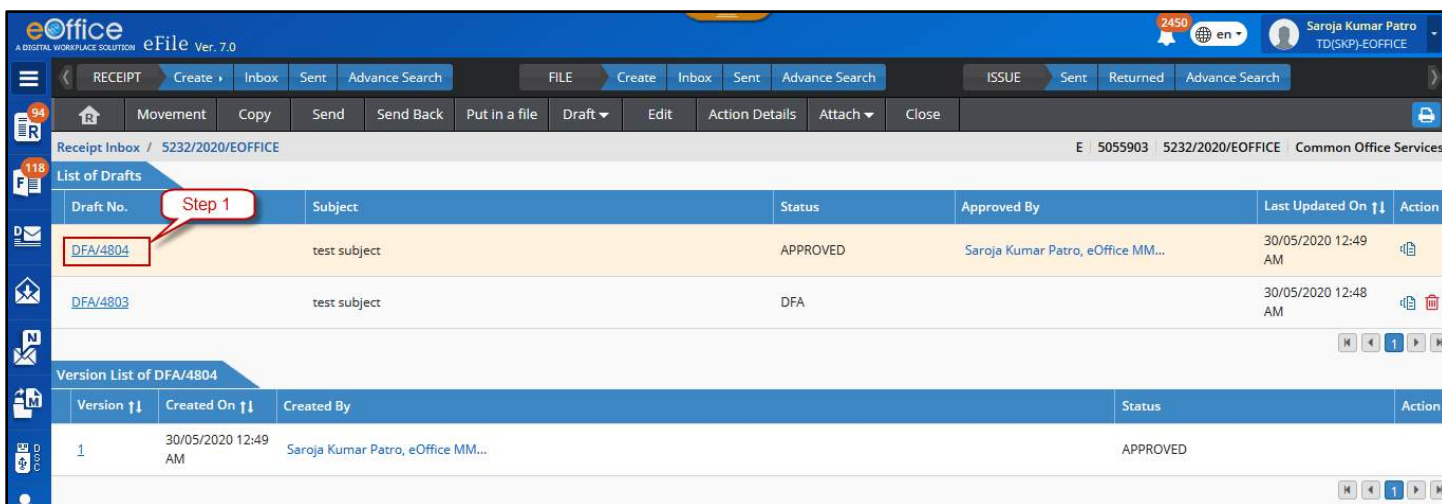 eOffice
A DIGITAL WORKPLACE SOLUTION eFile Ver. 7.0
2450 en Saroja Kumar Patro
TD(SKP)-EOFFICE
RECEIPT Create Inbox Sent Advance Search FILE Create Inbox Sent Advance Search ISSUE Sent Returned Advance Search
94 R
R Movement Copy Send Send Back Put in a file Draft Edit Action Details Attach Close
Receipt Inbox / 5232/2020/EOFFICE E 5055903 5232/2020/EOFFICE Common Office Services
118 F
List of Drafts
Draft No. Subject Status Approved By Last Updated On Action
Step 1
D
DFA/4804 test subject APPROVED Saroja Kumar Patro, eOffice MM... 30/05/2020 12:49
AM
DFA/4803 test subject DFA 30/05/2020 12:48
AM
N
1
Version List of DFA/4804
M
Version Created On Created By Status Action
DSC
1 30/05/2020 12:49 Saroja Kumar Patro, eOffice MM... APPROVED
AM
1